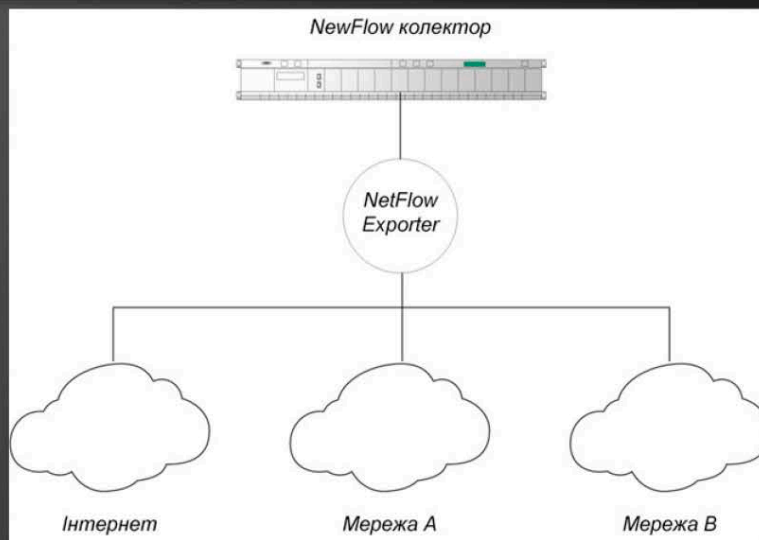 NewFlow колектор
NetFlow
Exporter
Інтернет
Мережа А
Мережа В